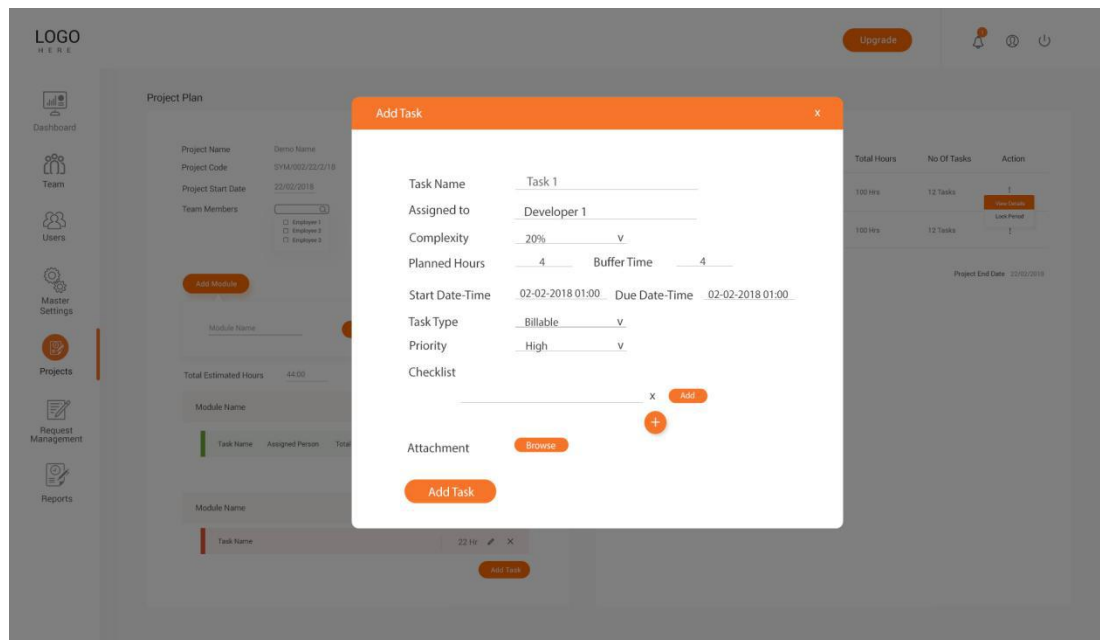 LOGO
HERE
Upgrade
Dashboard
Team
Users
Master
Settings
Projects
Request
Management
Reports
Project Plan
Project Name Demo Name
Project Code SYM/002/22/2/18
Project Start Date 22/02/2018
Team Members
Employee 1
Employee 2
Employee 3
Add Module
Module Name
Total Estimated Hours 44:00
Module Name
Task Name Assigned Person Total
Module Name
Task Name 22 Hr
Add Task
Add Task x
Task Name Task 1
Assigned to Developer 1
Complexity 20% v
Planned Hours 4 Buffer Time 4
Start Date-Time 02-02-2018 01:00 Due Date-Time 02-02-2018 01:00
Task Type Billable v
Priority High v
Checklist
x Add
+
Attachment Browse
Add Task
Total Hours No Of Tasks Action
100 Hrs 12 Tasks
View Details
Lock Period
100 Hrs 12 Tasks
Project End Date 22/02/2018